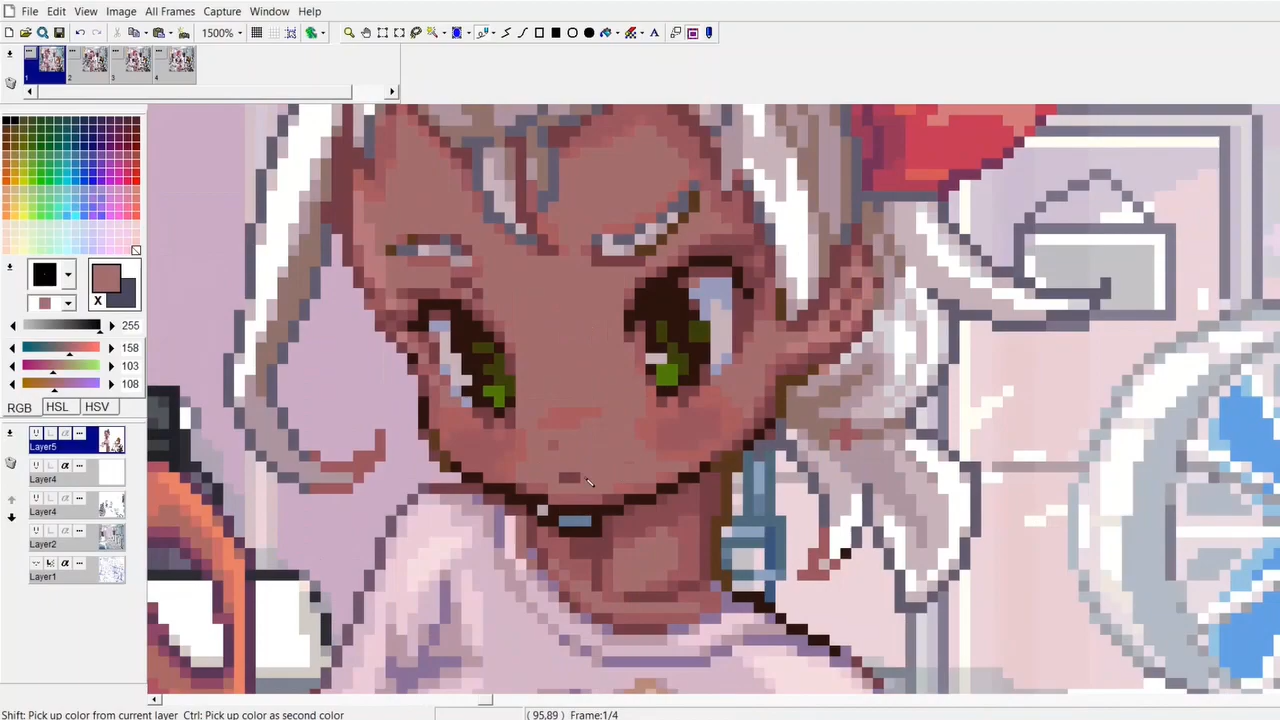 File Edit View Image All Frames Capture Window Help
1500%
A
1 2 3 4
X
255
158
103
108
RGB HSL HSV
Layer5
Layer4
Layer4
Layer2
Layer1
Shift: Pick up color from current layer Ctrl: Pick up color as second color
( 95,89 ) Frame:1/4